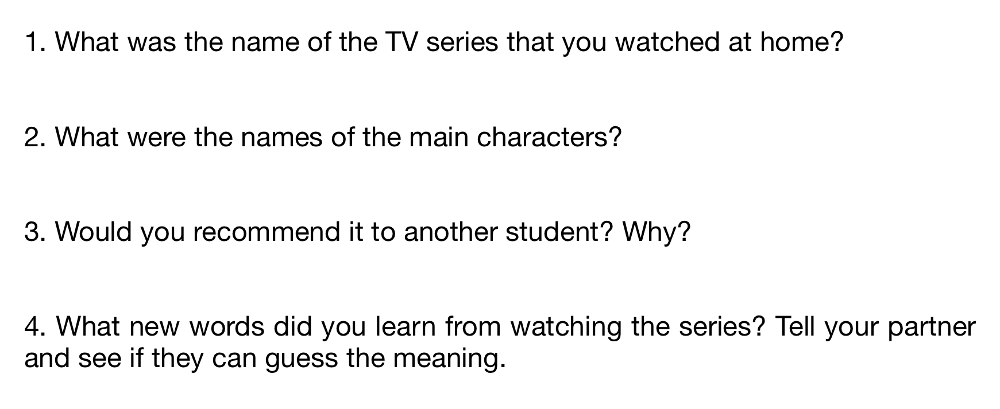 1. What was the name of the TV series that you watched at home?
2. What were the names of the main characters?
3. Would you recommend it to another student? Why?
4. What new words did you learn from watching the series? Tell your partner
and see if they can guess the meaning.